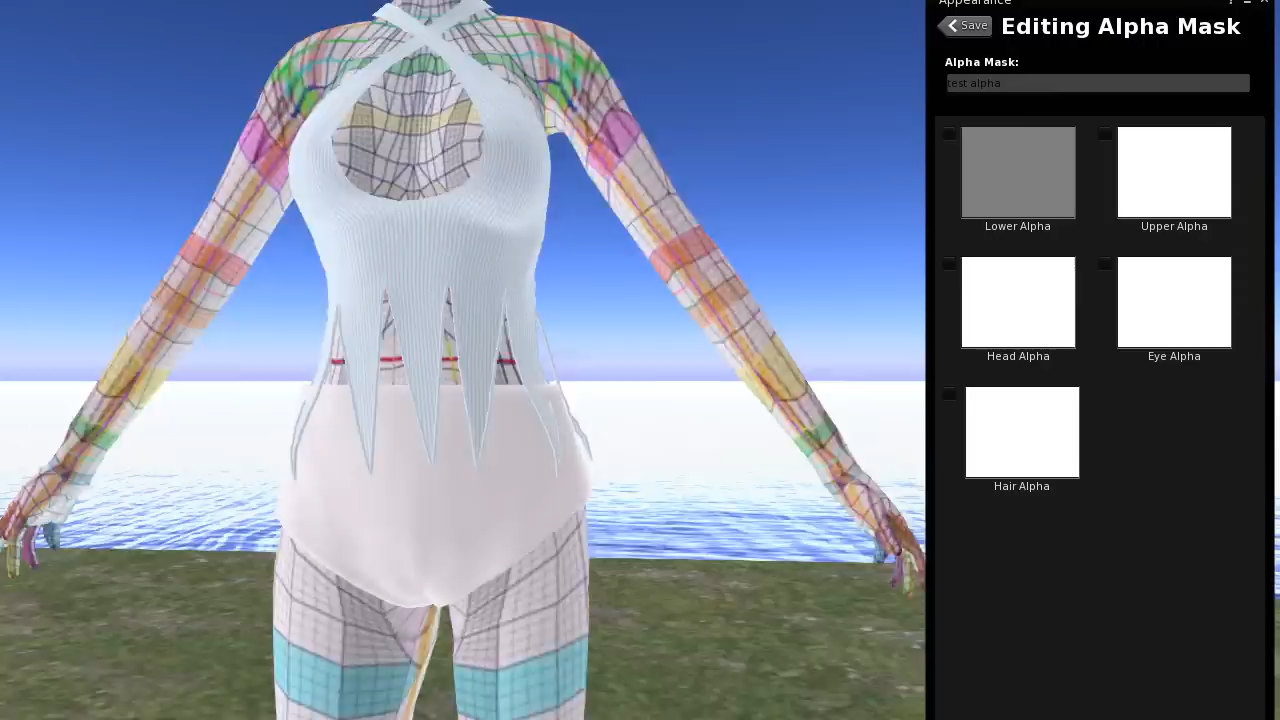 Appearance
Save
Editing Alpha Mask
Alpha Mask:
test alpha
Lower Alpha
Upper Alpha
Head Alpha
Eye Alpha
Hair Alpha